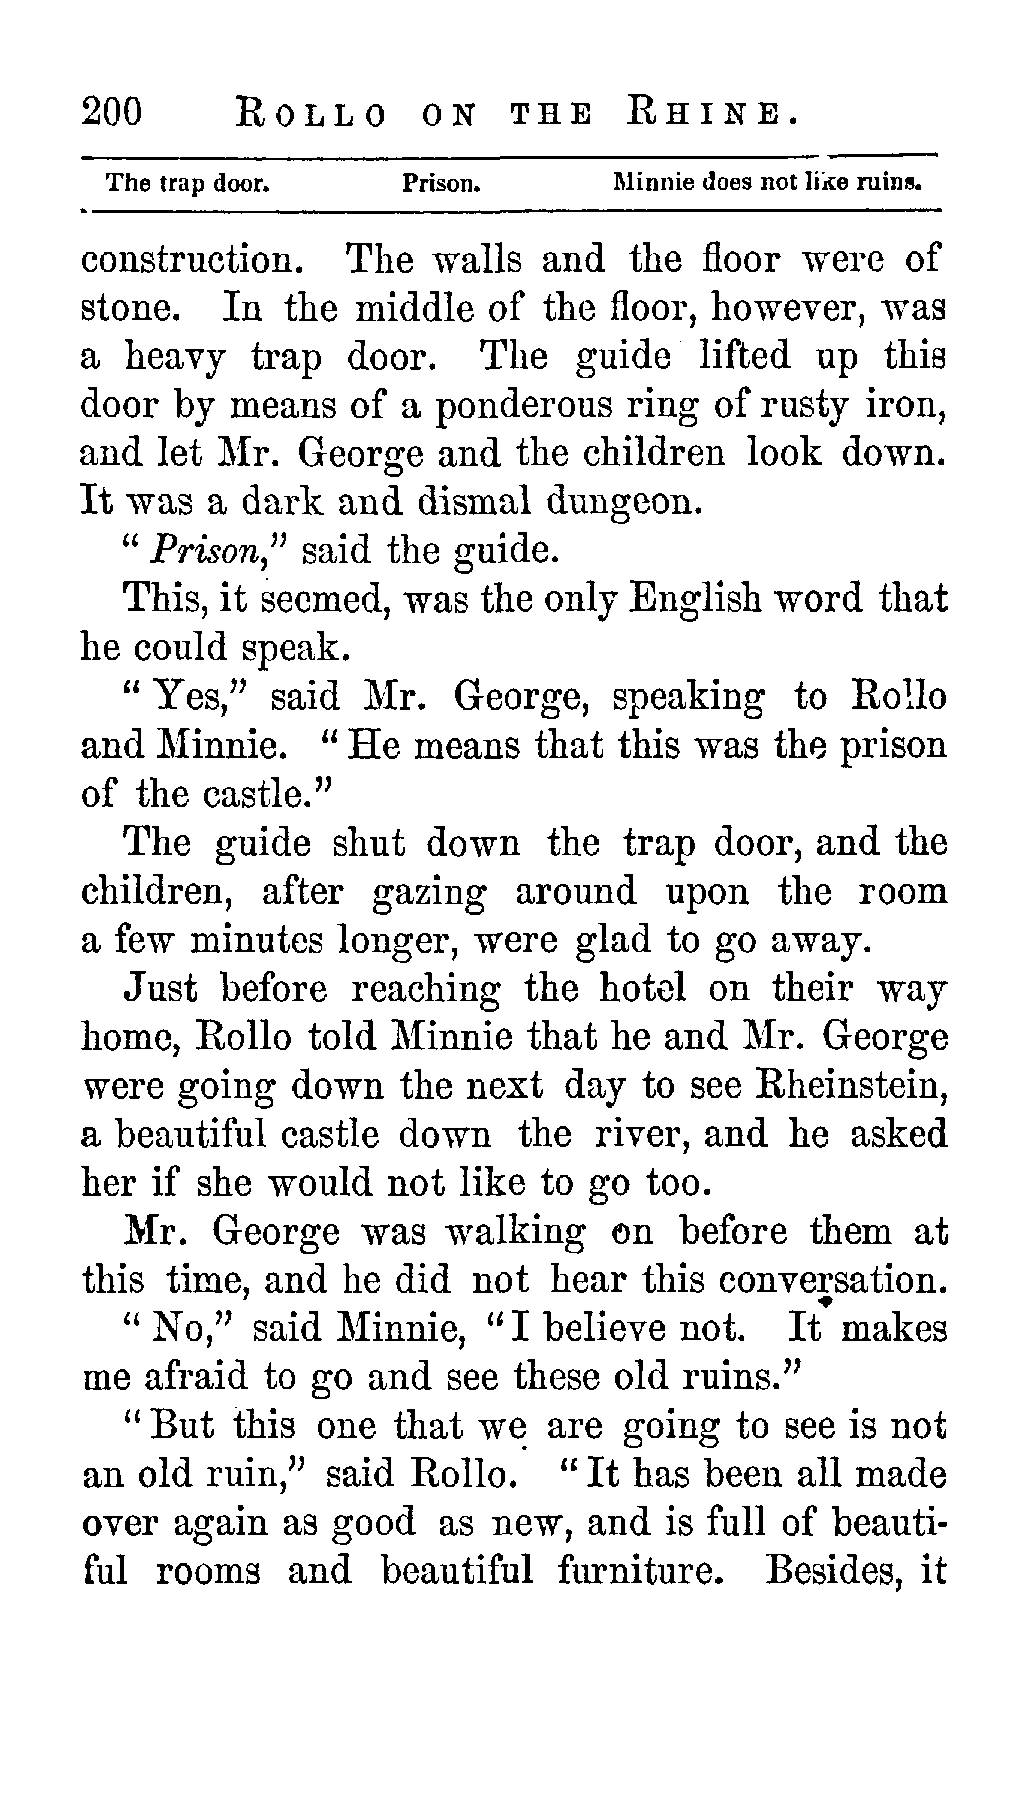 200 ROLLO ON THE RHINE.
The trap door. Prison. Minnie does not like ruins.
construction. The walls and the floor were of
stone. In the middle of the floor, however, was
a heavy trap door. The guide lifted up this
door by means of a ponderous ring of rusty iron,
and let Mr. George and the children look down.
It was a dark and dismal dungeon.
"Prison," said the guide.
This, it seemed, was the only English word that
he could speak.
"Yes," said Mr. George, speaking to Rollo
and Minnie. "He means that this was the prison
of the castle."
The guide shut down the trap door, and the
children, after gazing around upon the room
a few minutes longer, were glad to go away.
Just before reaching the hotel on their way
home, Rollo told Minnie that he and Mr. George
were going down the next day to see Rheinstein,
a beautiful castle down the river, and he asked
her if she would not like to go too.
Mr. George was walking on before them at
this time, and he did not hear this conversation.
"No," said Minnie, "I believe not. It makes
me afraid to go and see these old ruins."
"But this one that we are going to see is not
an old ruin," said Rollo. "It has been all made
over again as good as new, and is full of beauti-
ful rooms and beautiful furniture. Besides, it